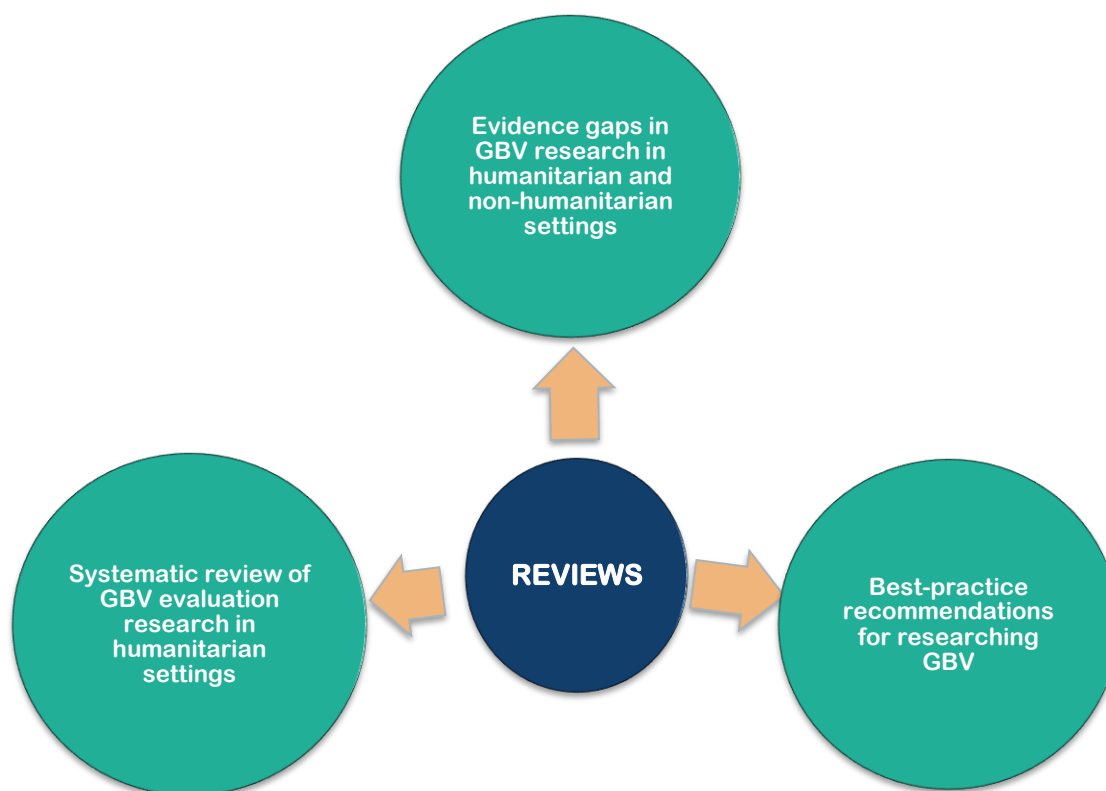 Evidence gaps in
GBV research in
humanitarian and
non-humanitarian
settings
REVIEWS
Systematic review of
GBV evaluation
research in
humanitarian
settings
Best-practice
recommendations
for researching
GBV